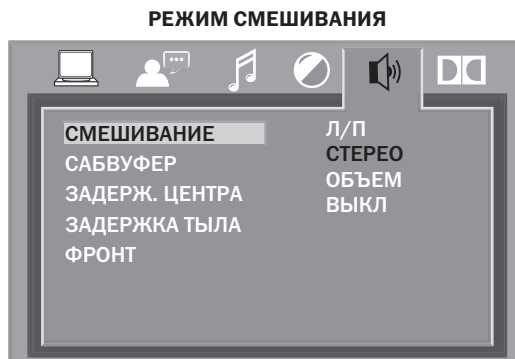 РЕЖИМ СМЕШИВАНИЯ
СМЕШИВАНИЕ
САБВУФЕР
ЗАДЕРЖ. ЦЕНТРА
ЗАДЕРЖКА ТЫЛА
ФРОНТ
Л/П
СТЕРЕО
ОБЪЕМ
ВЫКЛ